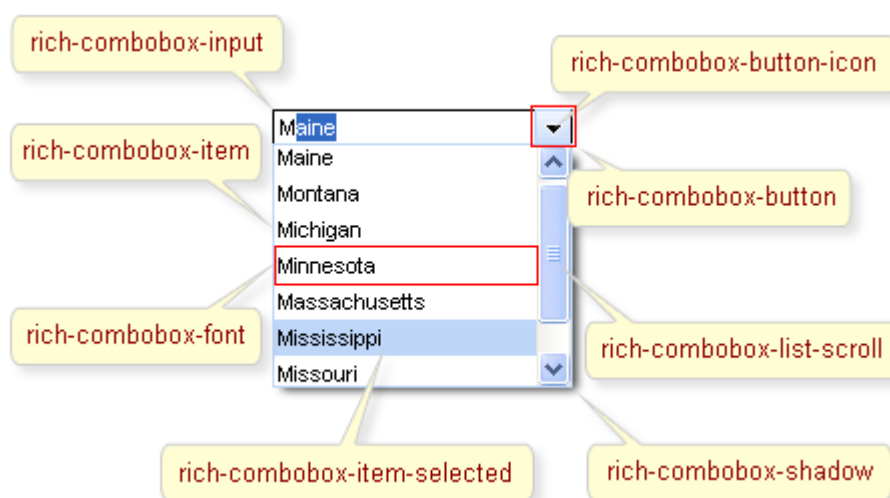 rich-combobox-input
rich-combobox-button-icon
Maine
rich-combobox-item
Maine
Montana
rich-combobox-button
Michigan
Minnesota
Massachusetts
rich-combobox-font
Mississippi
rich-combobox-list-scroll
Missouri
rich-combobox-item-selected
rich-combobox-shadow